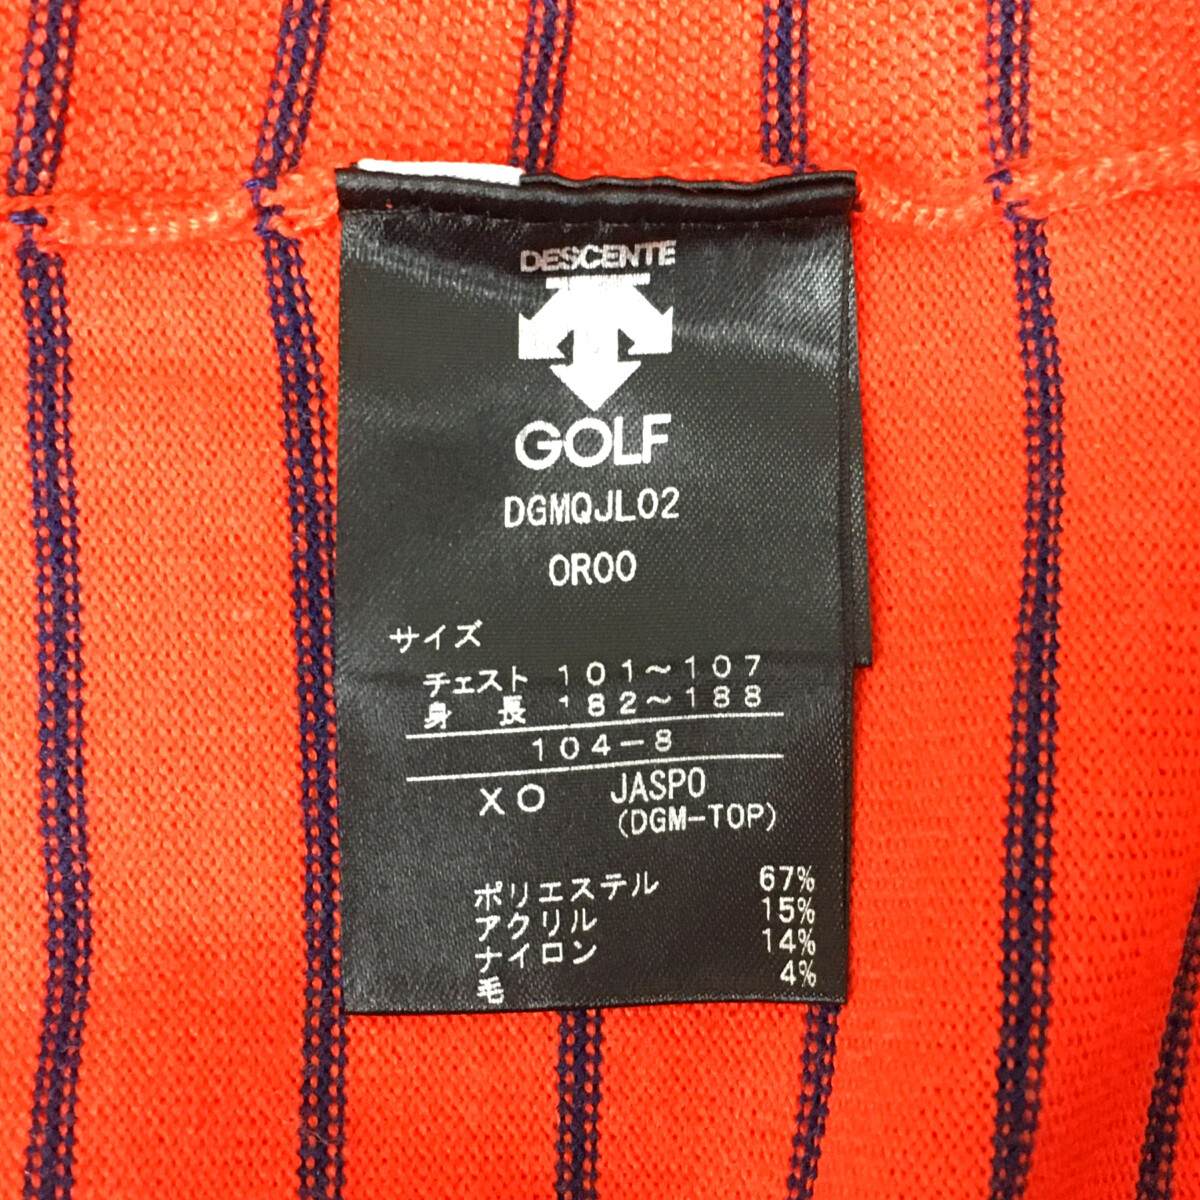 DESCENTE
GOLF
DGMQJL02
OR00
サイズ
チェスト 101~107
身長 182~188
104-8
XO JASPO
(DGM-TOP)
ポリエステル 67%
アクリル 15%
ナイロン 14%
毛 4%